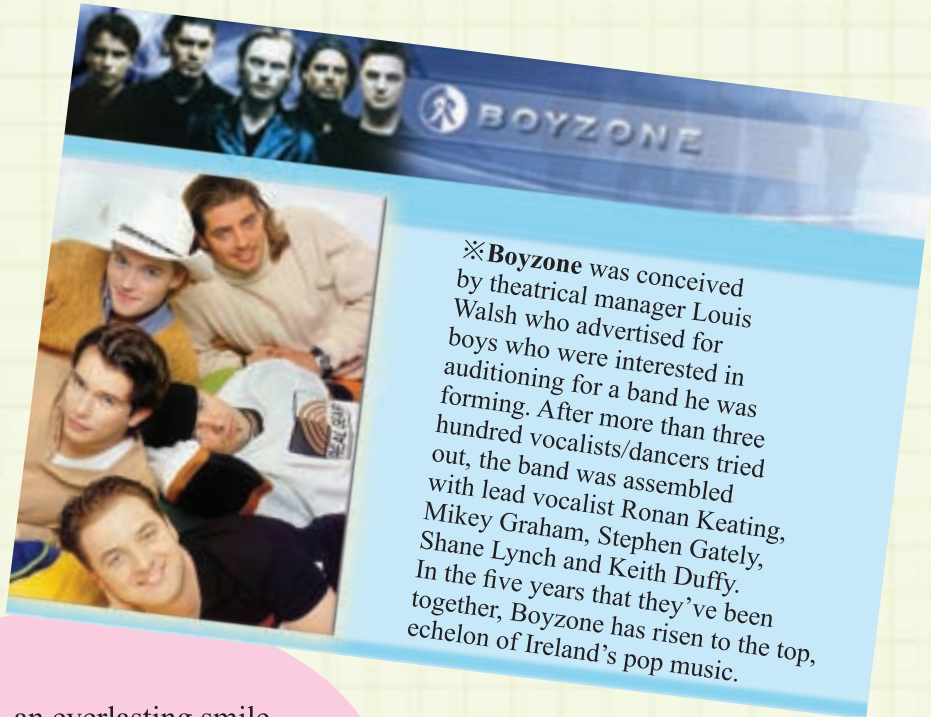 BOYZONE
※Boyzone was conceived
by theatrical manager Louis
Walsh who advertised for
boys who were interested in
auditioning for a band he was
forming. After more than three
hundred vocalists/dancers tried
out, the band was assembled
with lead vocalist Ronan Keating,
Mikey Graham, Stephen Gately,
Shane Lynch and Keith Duffy.
In the five years that they’ve been
together, Boyzone has risen to the top,
echelon of Ireland’s pop music.
REAL GEAR
an everlasting smile